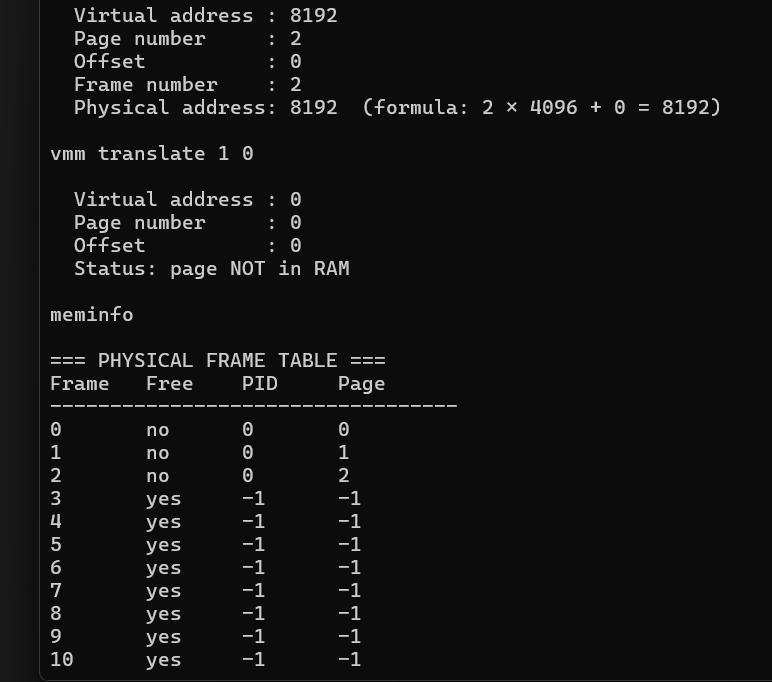 Virtual address : 8192
Page number     : 2
Offset          : 0
Frame number    : 2
Physical address: 8192  (formula: 2 × 4096 + 0 = 8192)
vmm translate 1 0
Virtual address : 0
Page number     : 0
Offset          : 0
Status: page NOT in RAM
meminfo
=== PHYSICAL FRAME TABLE ===
Frame   Free    PID     Page
----------------------------------
0       no      0       0
1       no      0       1
2       no      0       2
3       yes     -1      -1
4       yes     -1      -1
5       yes     -1      -1
6       yes     -1      -1
7       yes     -1      -1
8       yes     -1      -1
9       yes     -1      -1
10      yes     -1      -1